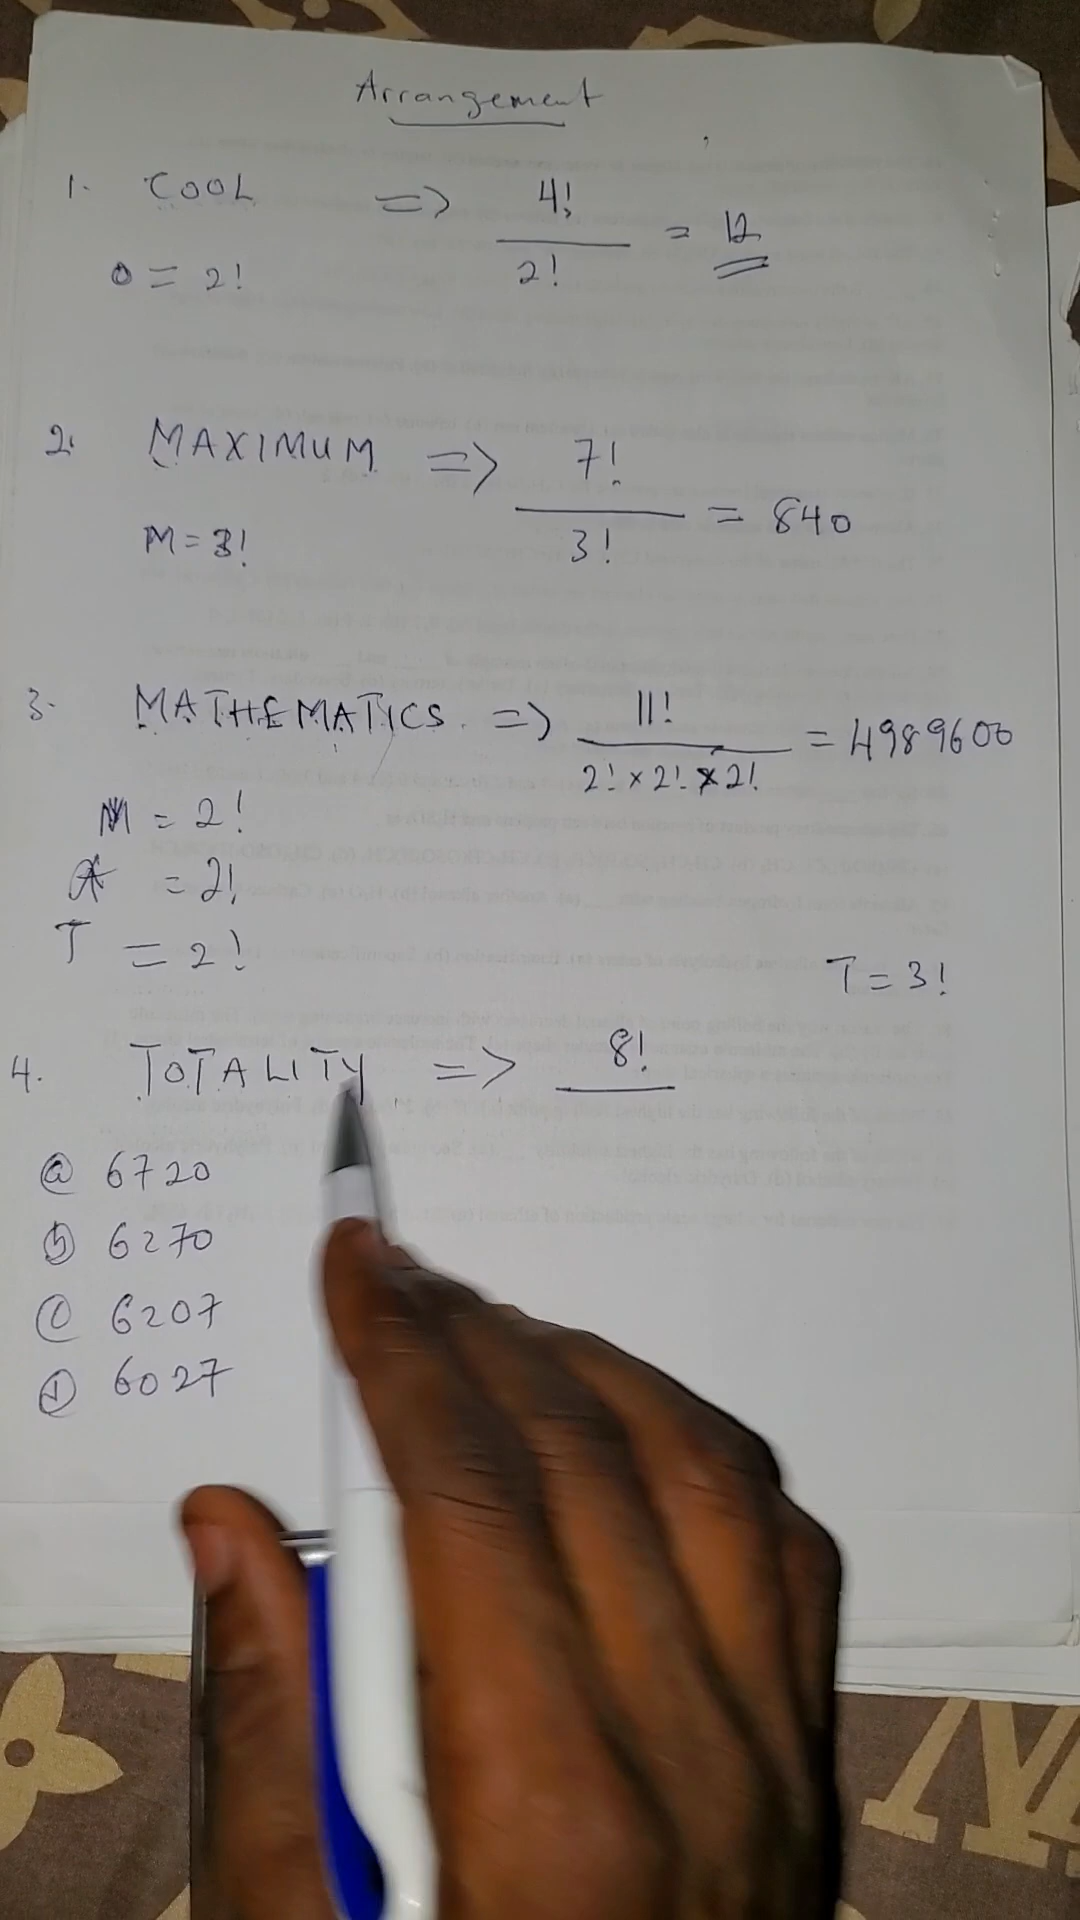 Arrangement
1. COOL => 4! / 2! = 12
O = 2!
2. MAXIMUM => 7! / 3! = 840
M = 3!
3. MATHEMATICS. => 11! / 2! × 2! × 2! = 4989600
M = 2!
A = 2!
T = 2!
T = 3!
4. TOTALITY => 8!
(a) 6720
(b) 6270
(c) 6207
(d) 6027